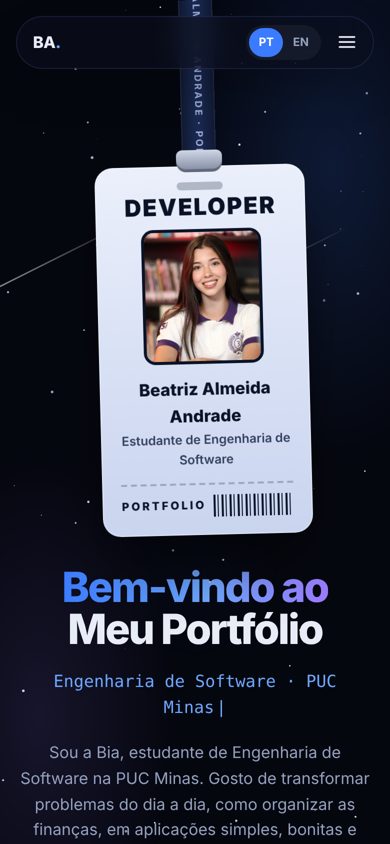 BA.
PT
EN
ANDRADE · 
DEVELOPER
Beatriz Almeida
Andrade
Estudante de Engenharia de
Software
PORTFOLIO
Bem-vindo ao
Meu Portfólio
Engenharia de Software · PUC
Minas|
Sou a Bia, estudante de Engenharia de
Software na PUC Minas. Gosto de transformar
problemas do dia a dia, como organizar as
finanças, em aplicações simples, bonitas e